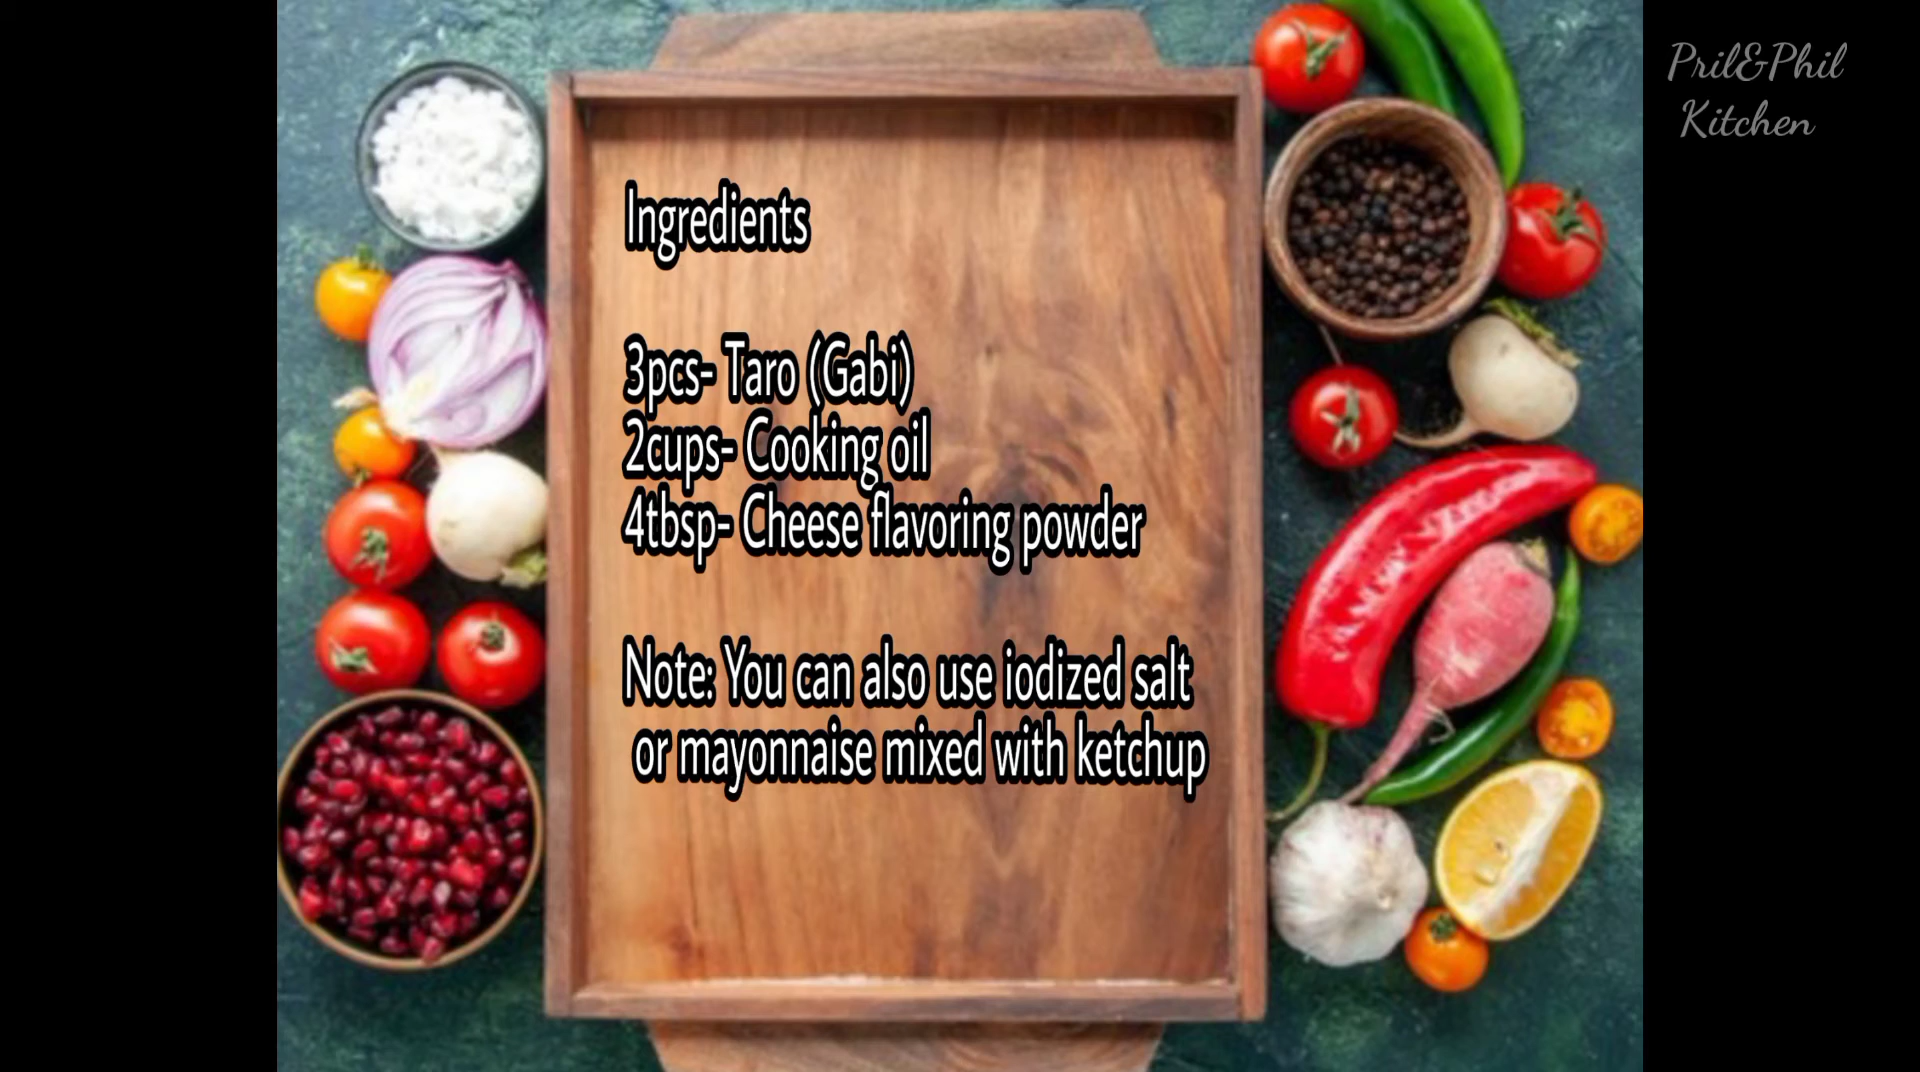 Pril&Phil
Kitchen
Ingredients
3pcs- Taro (Gabi)
2cups- Cooking oil
4tbsp- Cheese flavoring powder
Note: You can also use iodized salt
or mayonnaise mixed with ketchup